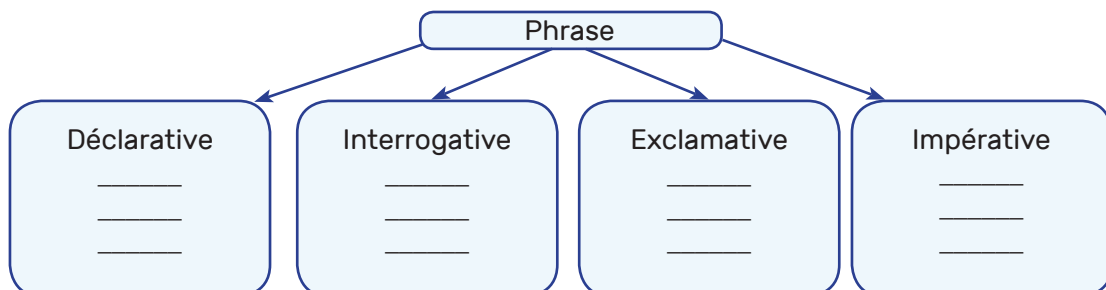 Phrase
Déclarative
Interrogative
Exclamative
Impérative